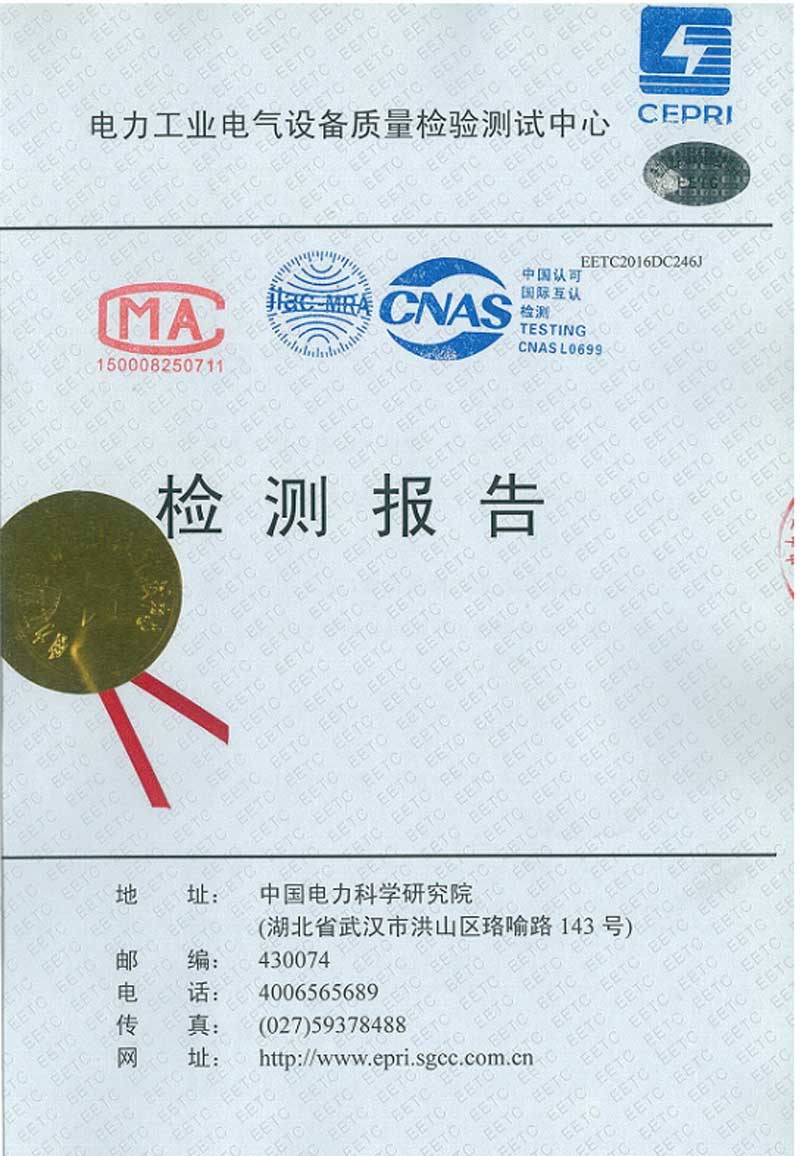 CEPRI
电力工业电气设备质量检验测试中心
EETC2016DC246J
MA
150008250711
ilac-MRA
CNAS
中国认可
国际互认
检测
TESTING
CNAS L0699
检测报告
地 址: 中国电力科学研究院
(湖北省武汉市洪山区珞喻路 143 号)
邮 编: 430074
电 话: 4006565689
传 真: (027)59378488
网 址: http://www.epri.sgcc.com.cn